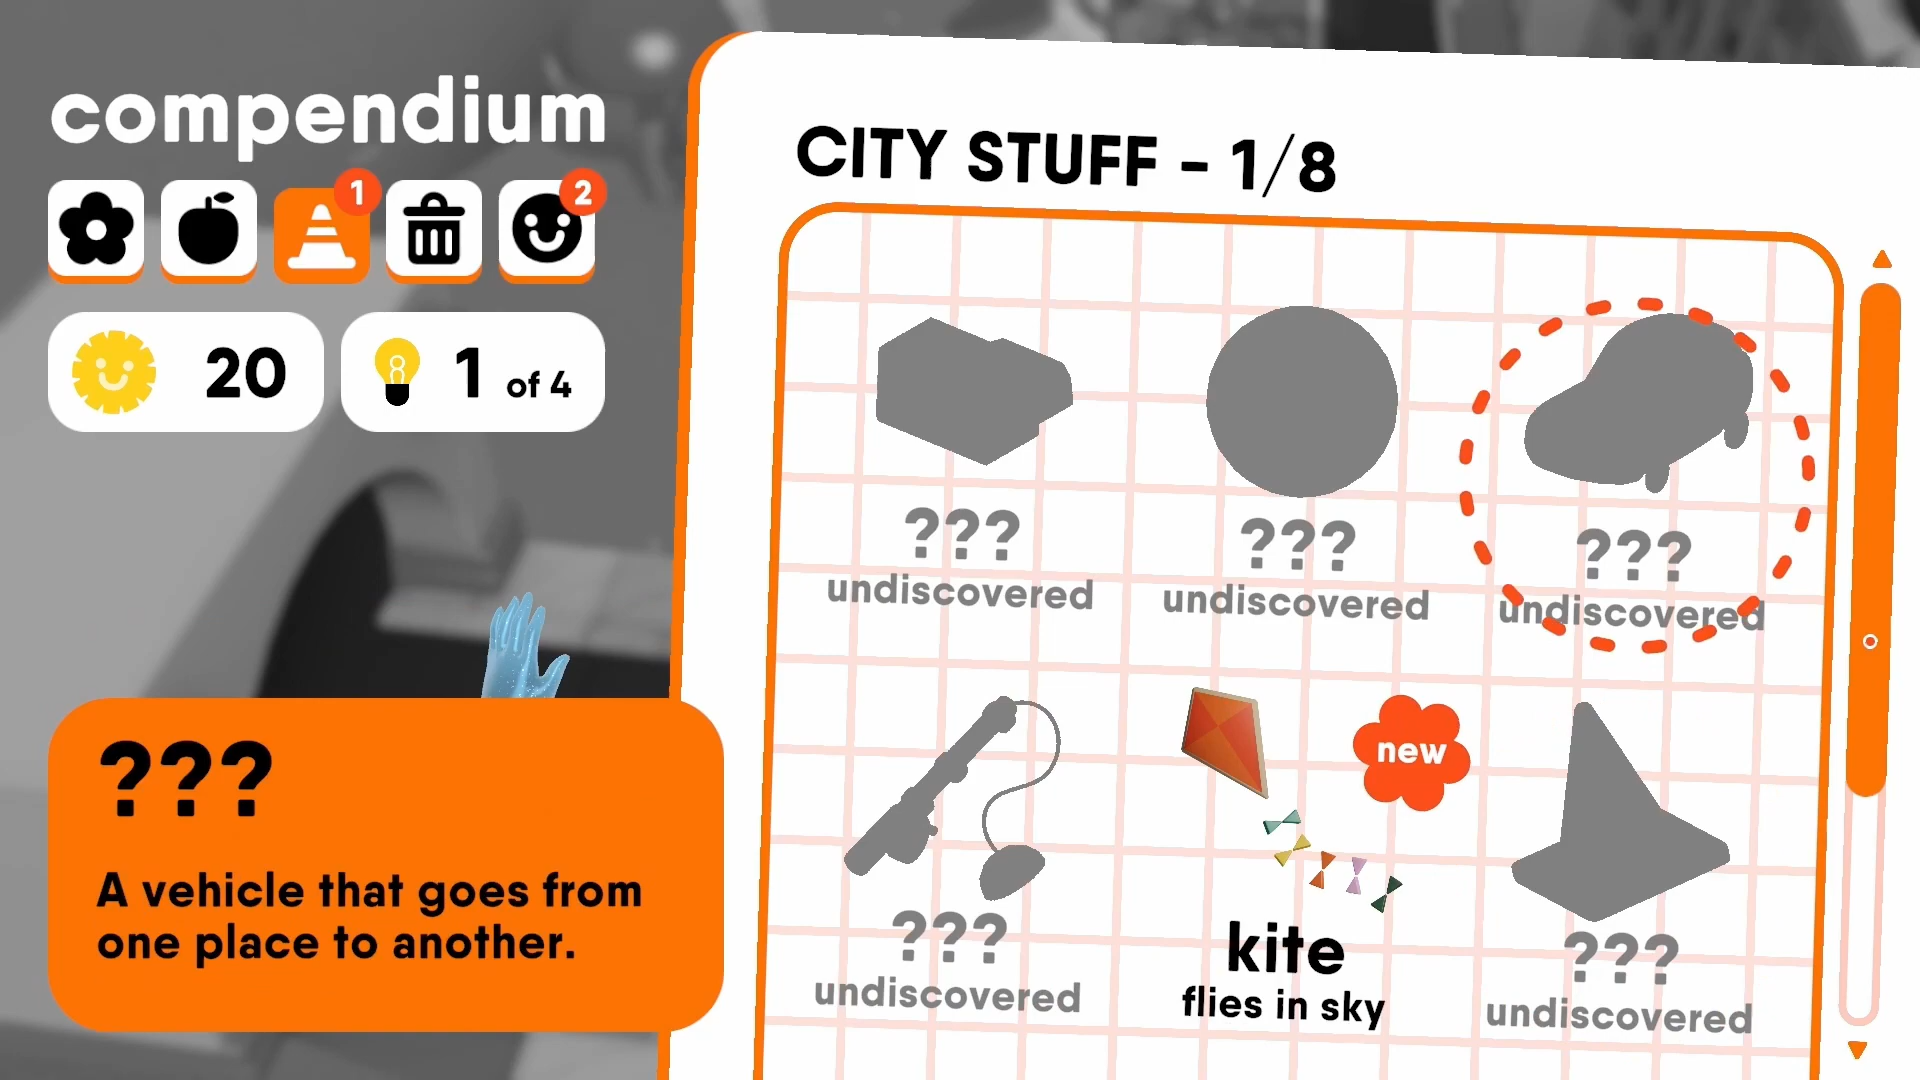 compendium
1
2
20
1 of 4
CITY STUFF - 1/8
???
undiscovered
???
undiscovered
???
undiscovered
???
undiscovered
new
kite
flies in sky
???
undiscovered
???
A vehicle that goes from
one place to another.